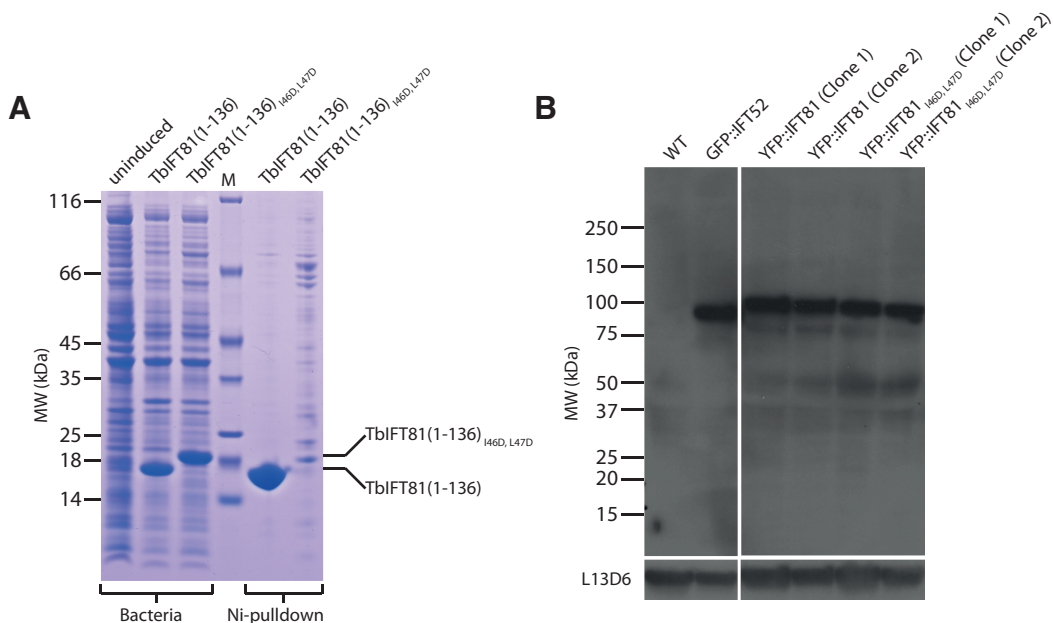 A
uninduced
TbIFT81(1-136)
TbIFT81(1-136) I46D, L47D
M
TbIFT81(1-136)
TbIFT81(1-136) I46D, L47D
116
66
45
35
25
18
14
MW (kDa)
TbIFT81(1-136) I46D, L47D
TbIFT81(1-136)
Bacteria
Ni-pulldown
B
WT
GFP::IFT52
YFP::IFT81 (Clone 1)
YFP::IFT81 (Clone 2)
YFP::IFT81 I46D, L47D (Clone 1)
YFP::IFT81 I46D, L47D (Clone 2)
250
150
100
75
50
37
25
20
15
MW (kDa)
L13D6